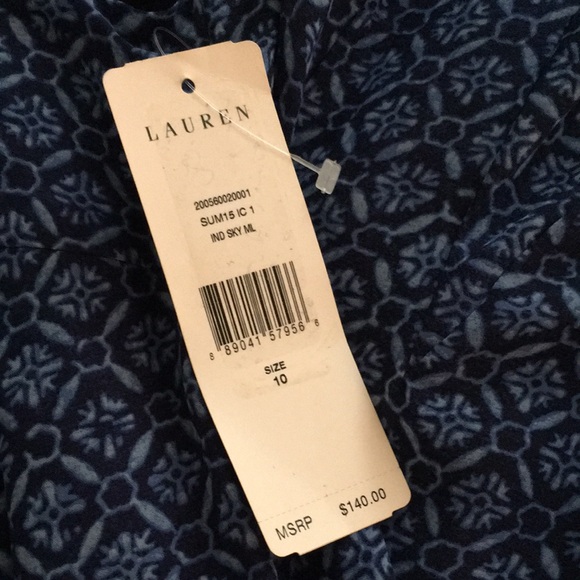 LAUREN
200560020001
SUM15 IC 1
IND SKY ML
8 89041 57956 8
SIZE
10
MSRP $140.00